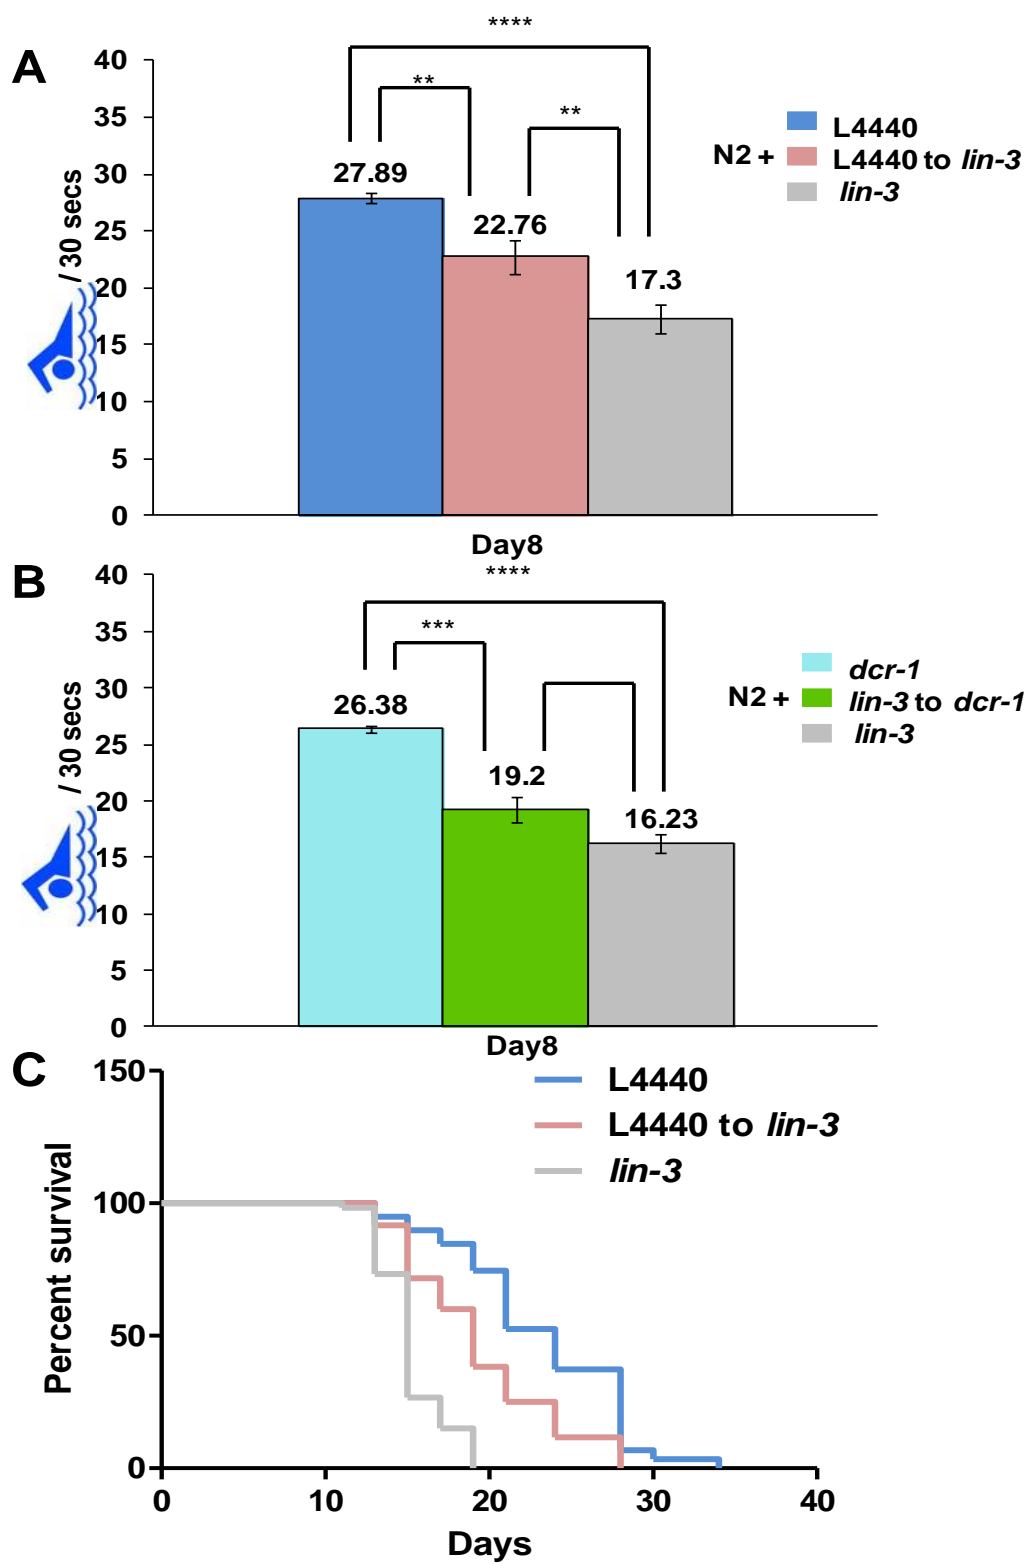 A
****
**
**
40
35
30
25
20
15
10
5
0
/ 30 secs
27.89
22.76
17.3
N2 +
L4440
L4440 to lin-3
lin-3
Day8
B
****
***
40
35
30
25
20
15
10
5
0
/ 30 secs
26.38
19.2
16.23
N2 +
dcr-1
lin-3 to dcr-1
lin-3
Day8
C
L4440
L4440 to lin-3
lin-3
Percent survival
150
100
50
0
0 10 20 30 40
Days